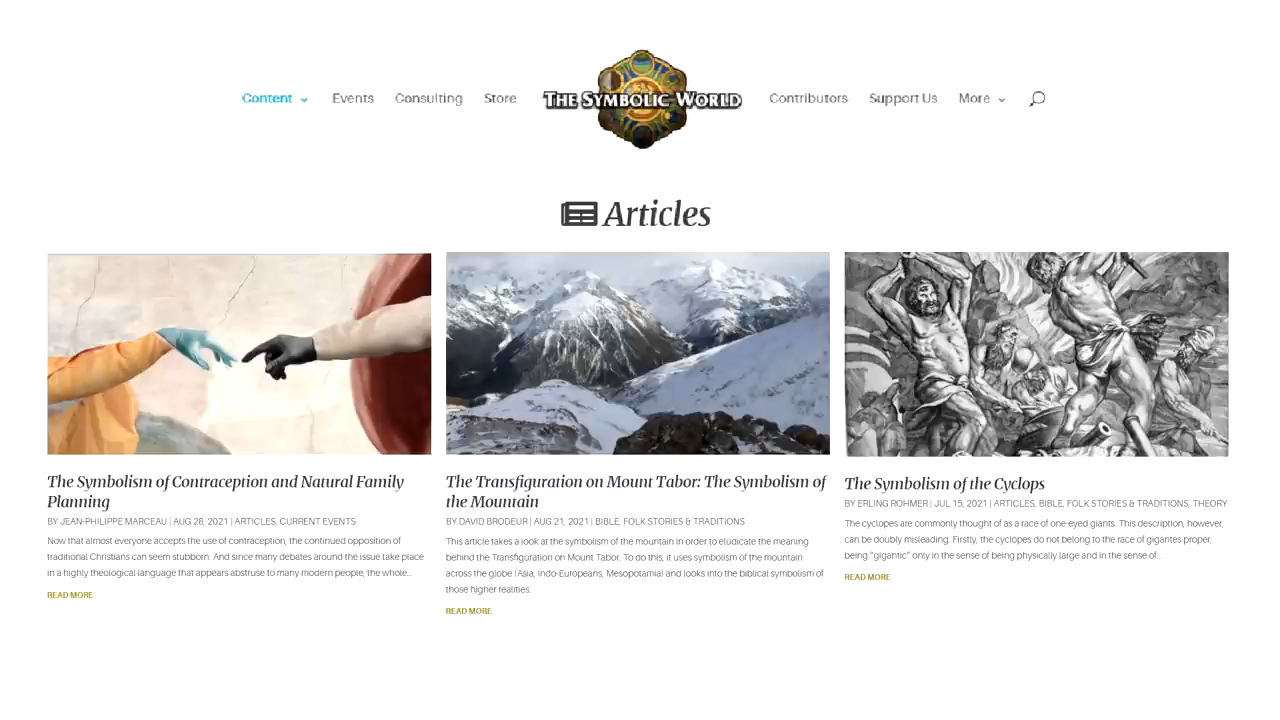 Content
Events
Consulting
Store
THE SYMBOLIC WORLD
Contributors
Support Us
More
Articles
The Symbolism of Contraception and Natural Family
Planning
BY JEAN-PHILIPPE MARCEAU | AUG 28, 2021 | ARTICLES, CURRENT EVENTS
Now that almost everyone accepts the use of contraception, the continued opposition of
traditional Christians can seem stubborn. And since many debates around the issue take place
in a highly theological language that appears abstruse to many modern people, the whole...
READ MORE
The Transfiguration on Mount Tabor: The Symbolism of
the Mountain
BY DAVID BRODEUR | AUG 21, 2021 | BIBLE, FOLK STORIES & TRADITIONS
This article takes a look at the symbolism of the mountain in order to eludicate the meaning
behind the Transfiguration on Mount Tabor. To do this, it uses symbolism of the mountain
across the globe (Asia, Indo-Europeans, Mesopotamia) and looks into the biblical symbolism of
those higher realities.
READ MORE
The Symbolism of the Cyclops
BY ERLING ROHMER | JUL 15, 2021 | ARTICLES, BIBLE, FOLK STORIES & TRADITIONS, THEORY
The cyclopes are commonly thought of as a race of one-eyed giants. This description, however,
can be doubly misleading. Firstly, the cyclopes do not belong to the race of gigantes proper,
being "gigantic" only in the sense of being physically large and in the sense of...
READ MORE